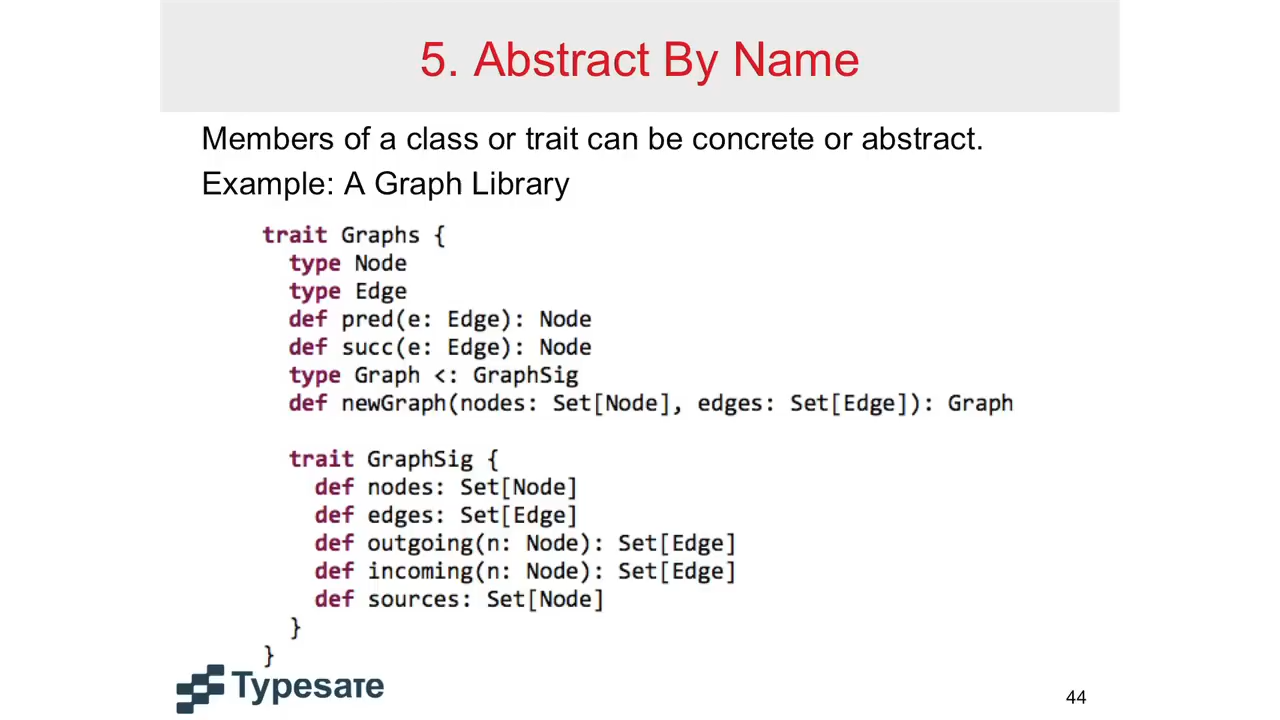 5. Abstract By Name
Members of a class or trait can be concrete or abstract.
Example: A Graph Library
trait Graphs {
  type Node
  type Edge
  def pred(e: Edge): Node
  def succ(e: Edge): Node
  type Graph <: GraphSig
  def newGraph(nodes: Set[Node], edges: Set[Edge]): Graph

  trait GraphSig {
    def nodes: Set[Node]
    def edges: Set[Edge]
    def outgoing(n: Node): Set[Edge]
    def incoming(n: Node): Set[Edge]
    def sources: Set[Node]
  }
}
Typesafe
44